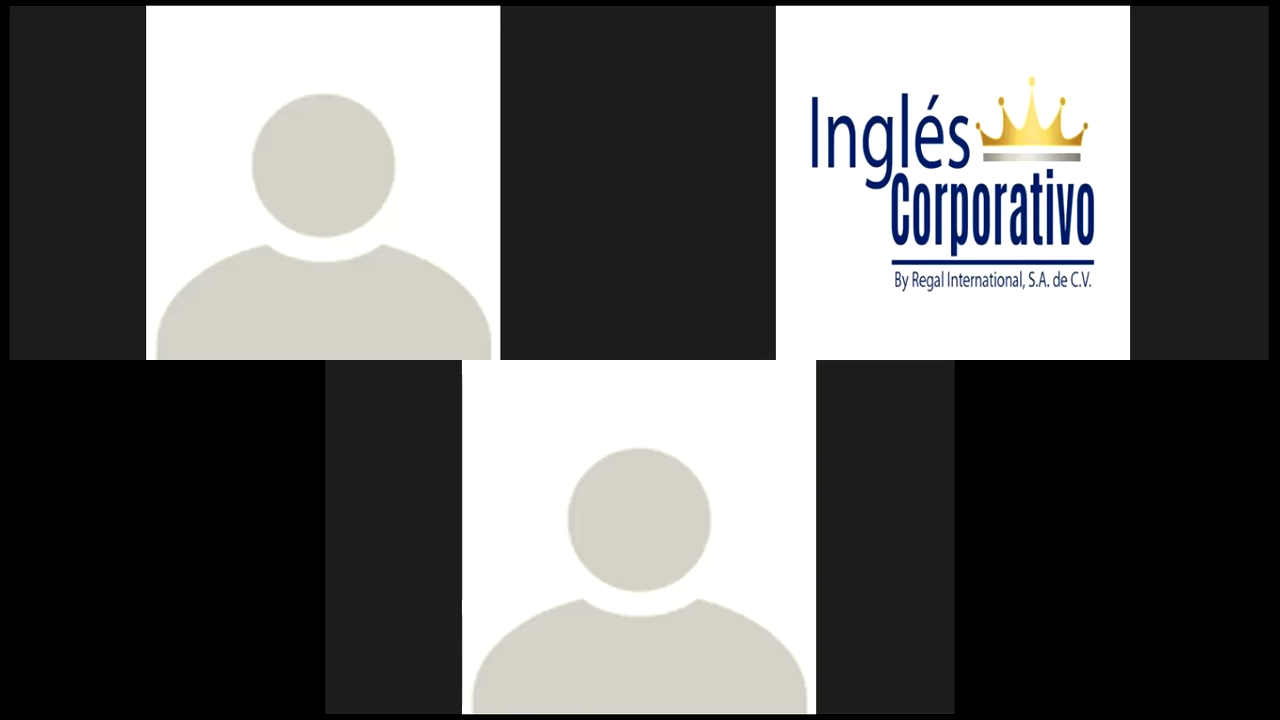 Inglés
Corporativo
By Regal International, S.A. de C.V.